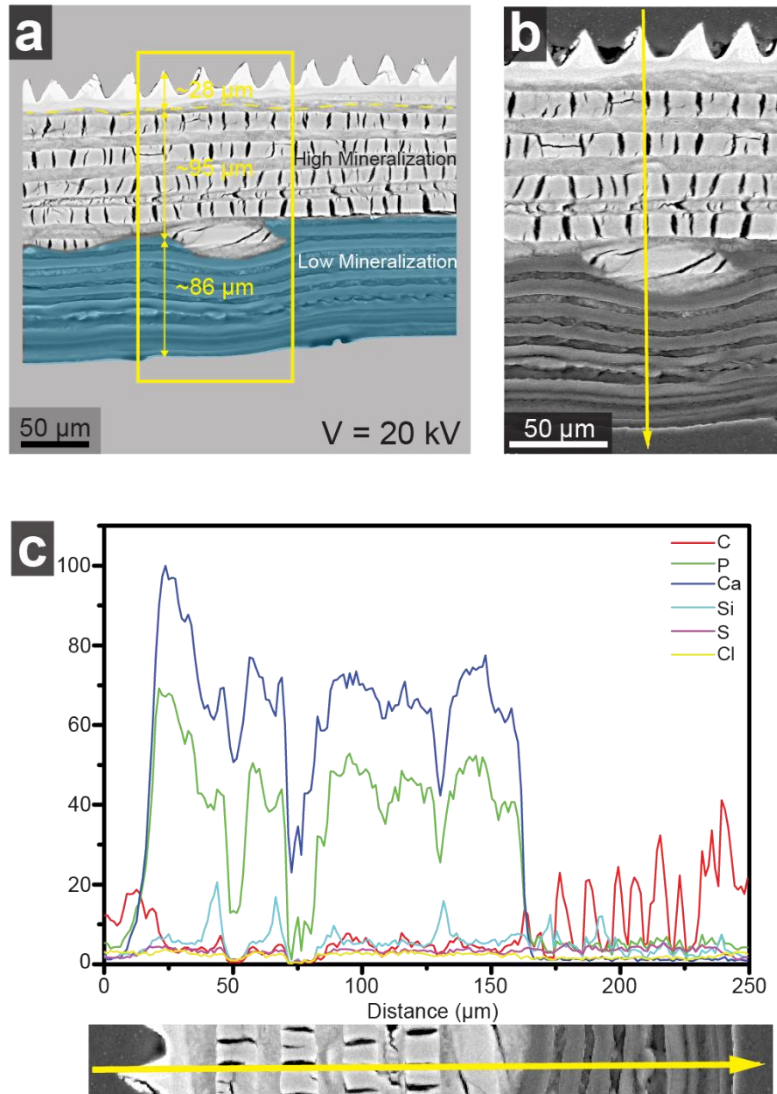 a
~28 µm
~95 µm
High Mineralization
Low Mineralization
~86 µm
50 µm
V = 20 kV
b
50 µm
c
100
80
60
40
20
0
C
P
Ca
Si
S
Cl
0
50
100
150
200
250
Distance (µm)